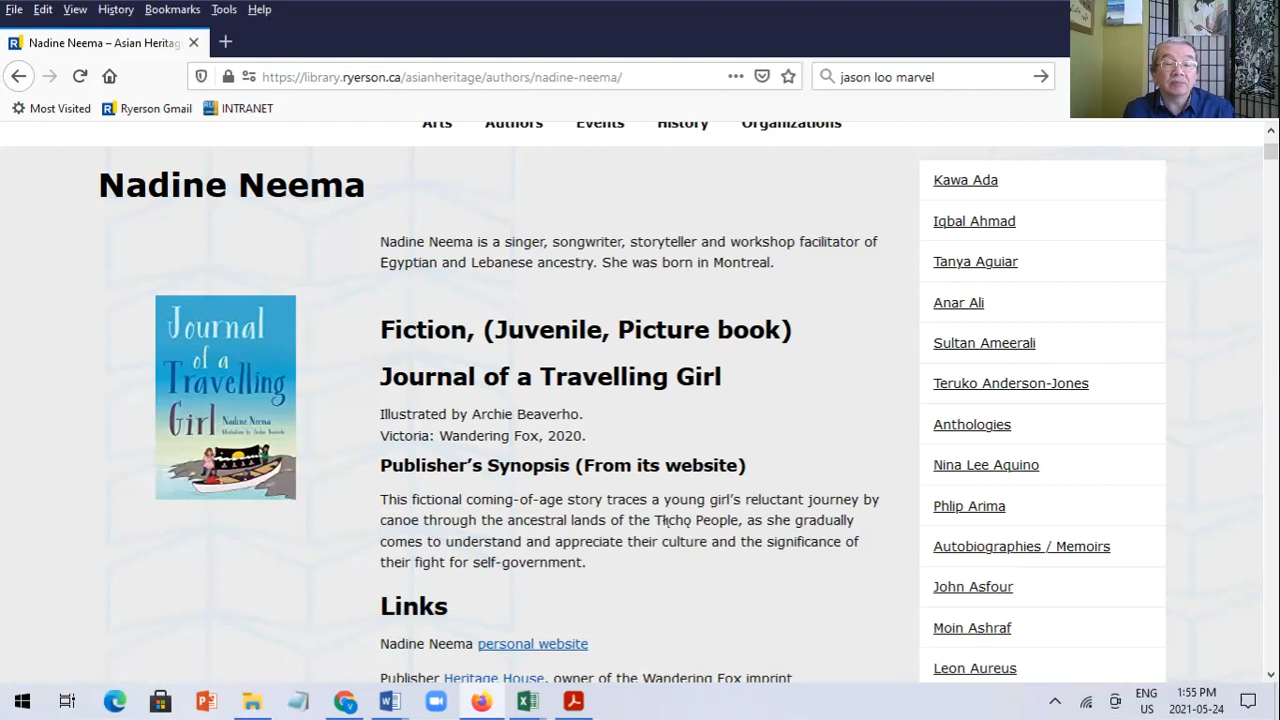 File Edit View History Bookmarks Tools Help
Nadine Neema – Asian Heritag
https://library.ryerson.ca/asianheritage/authors/nadine-neema/
jason loo marvel
Most Visited Ryerson Gmail INTRANET
Arts Authors Events History Organizations
Nadine Neema
Nadine Neema is a singer, songwriter, storyteller and workshop facilitator of
Egyptian and Lebanese ancestry. She was born in Montreal.
Journal
of a
Travelling
Girl
Nadine Neema
Fiction, (Juvenile, Picture book)
Journal of a Travelling Girl
Illustrated by Archie Beaverho.
Victoria: Wandering Fox, 2020.
Publisher's Synopsis (From its website)
This fictional coming-of-age story traces a young girl's reluctant journey by
canoe through the ancestral lands of the Tłı̨chǫ People, as she gradually
comes to understand and appreciate their culture and the significance of
their fight for self-government.
Links
Nadine Neema personal website
Publisher Heritage House, owner of the Wandering Fox imprint
Kawa Ada
Iqbal Ahmad
Tanya Aguiar
Anar Ali
Sultan Ameerali
Teruko Anderson-Jones
Anthologies
Nina Lee Aquino
Phlip Arima
Autobiographies / Memoirs
John Asfour
Moin Ashraf
Leon Aureus
ENG
US
1:55 PM
2021-05-24